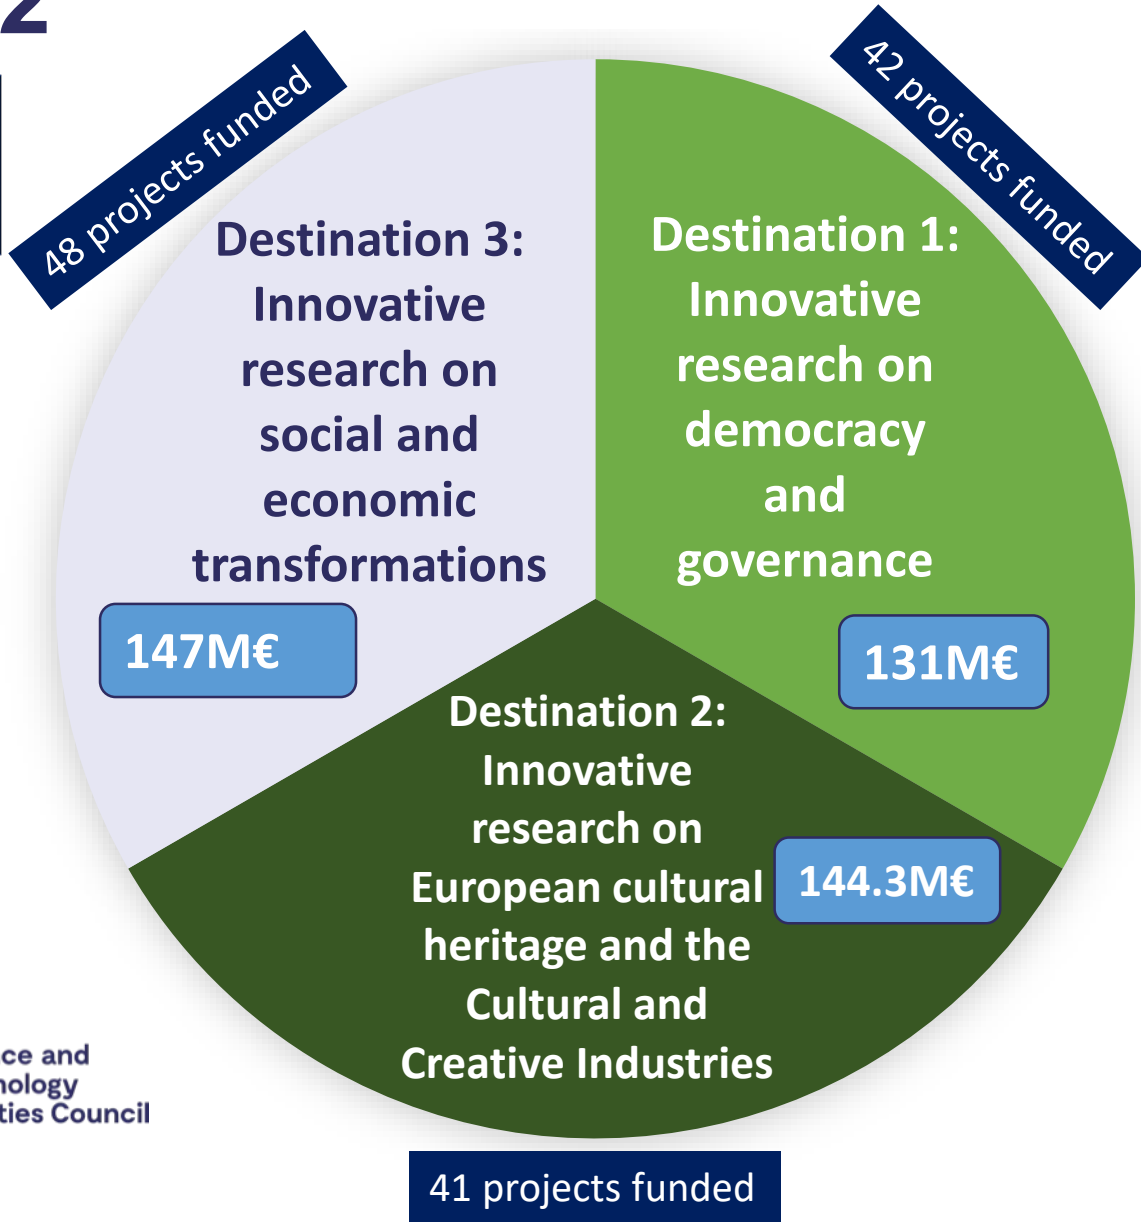 2
48 projects funded
42 projects funded
Destination 3:
Innovative
research on
social and
economic
transformations
147M€
Destination 1:
Innovative
research on
democracy
and
governance
131M€
Destination 2:
Innovative
research on
European cultural
heritage and the
Cultural and
Creative Industries
144.3M€
ce and
nology
ties Council
41 projects funded